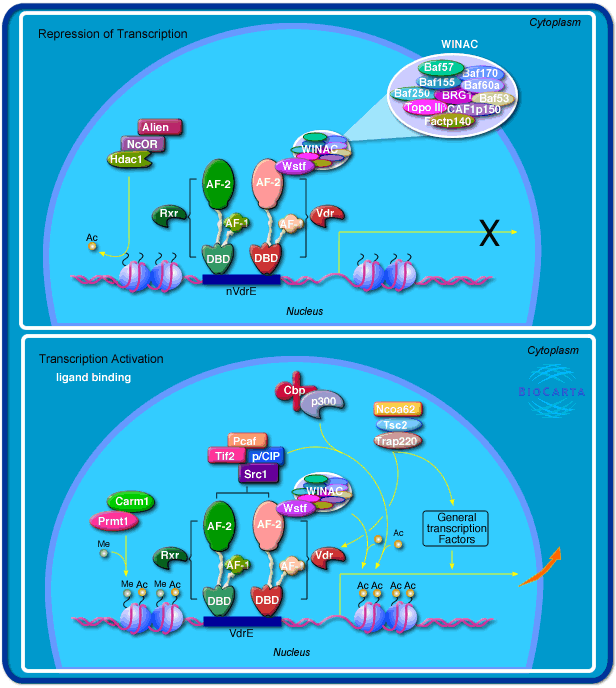 Cytoplasm
Repression of Transcription
WINAC
Baf57
Baf170
Baf155
Baf60a
Baf250
BRG1
Baf53
Topo II
CAF1p150
Factp140
Alien
NcOR
Hdac1
WINAC
Wstf
AF-2
AF-2
Rxr
AF-1
AF-1
Vdr
Ac
DBD
DBD
X
nVdrE
Nucleus
Cytoplasm
Transcription Activation
ligand binding
BIOCARTA
Cbp
p300
Ncoa62
Tsc2
Trap220
Pcaf
Tif2
p/CIP
Src1
WINAC
Wstf
Carm1
Prmt1
General
transcription
Factors
AF-2
AF-2
Ac
Me
Rxr
AF-1
AF-1
Vdr
Me
Ac
Me
Ac
Ac
Ac
Ac
Ac
DBD
DBD
VdrE
Nucleus